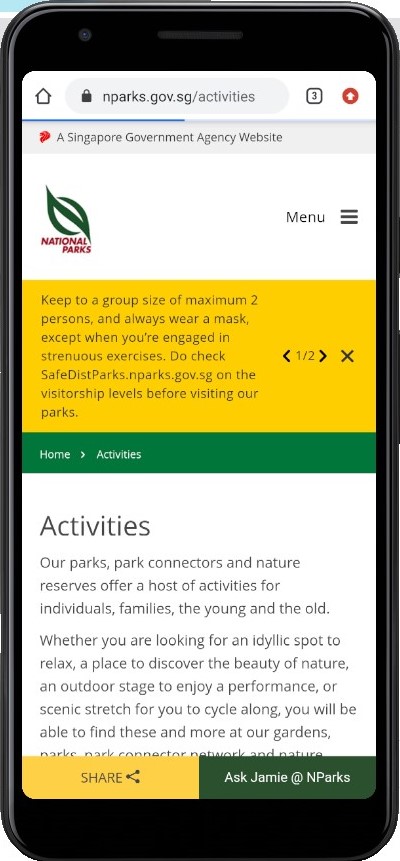 nparks.gov.sg/activities
3
A Singapore Government Agency Website
NATIONAL
PARKS
Menu
Keep to a group size of maximum 2
persons, and always wear a mask,
except when you're engaged in
strenuous exercises. Do check
SafeDistParks.nparks.gov.sg on the
visitorship levels before visiting our
parks.
1/2
Home > Activities
Activities
Our parks, park connectors and nature
reserves offer a host of activities for
individuals, families, the young and the old.
Whether you are looking for an idyllic spot to
relax, a place to discover the beauty of nature,
an outdoor stage to enjoy a performance, or
scenic stretch for you to cycle along, you will be
able to find these and more at our gardens,
parks, park connector network and nature
SHARE
Ask Jamie @ NParks